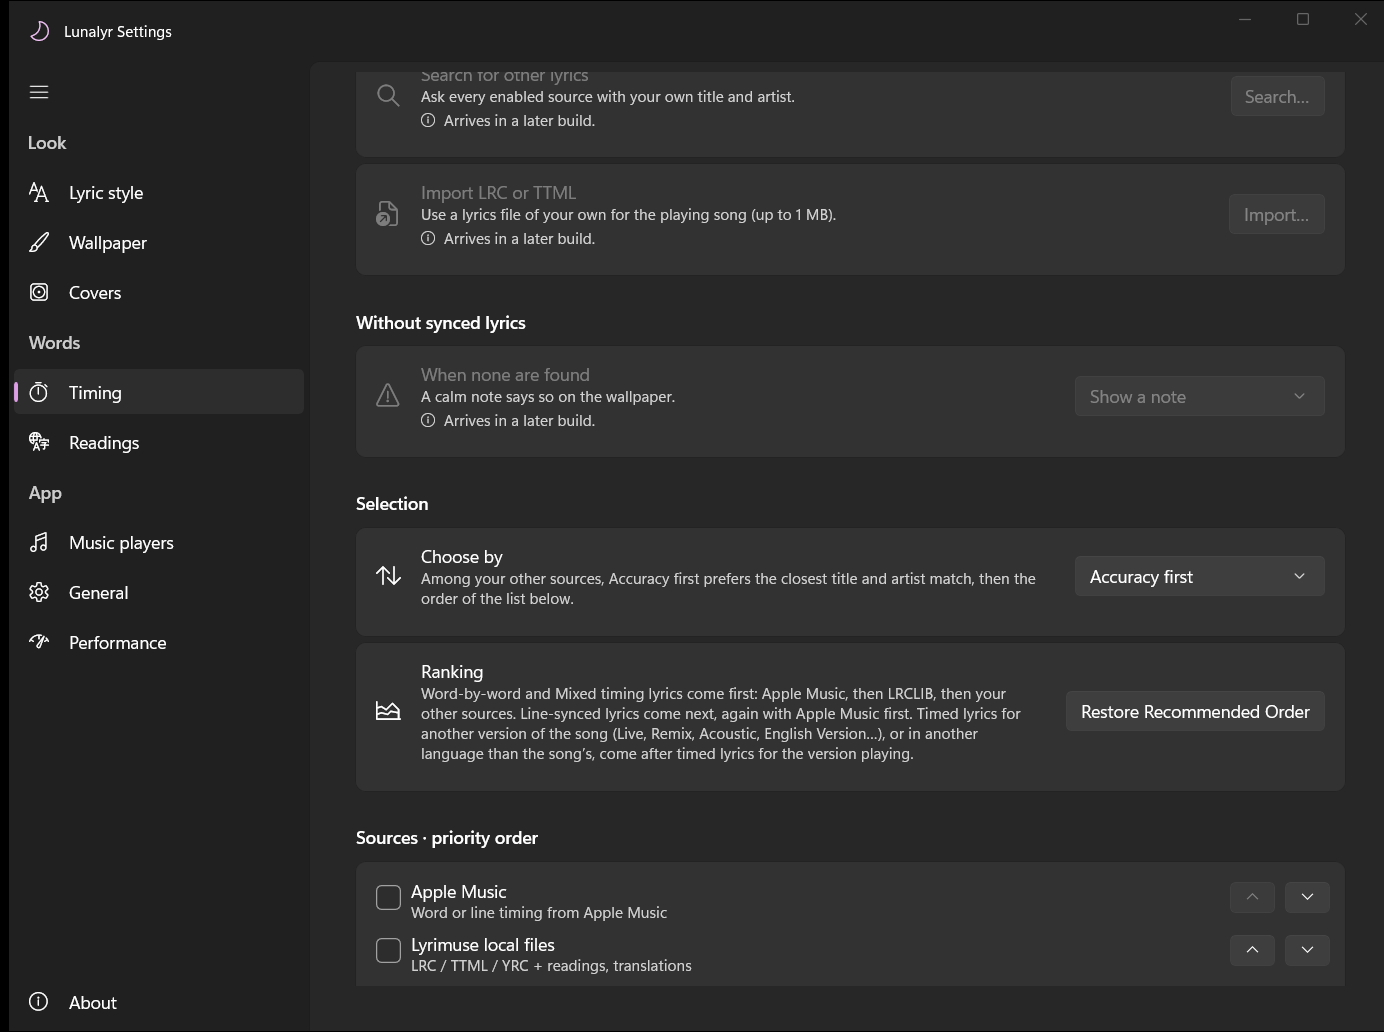 Lunalyr Settings
Look
Lyric style
Wallpaper
Covers
Words
Timing
Readings
App
Music players
General
Performance
About
Search for other lyrics
Ask every enabled source with your own title and artist.
Arrives in a later build.
Search...
Import LRC or TTML
Use a lyrics file of your own for the playing song (up to 1 MB).
Arrives in a later build.
Import...
Without synced lyrics
When none are found
A calm note says so on the wallpaper.
Arrives in a later build.
Show a note
Selection
Choose by
Among your other sources, Accuracy first prefers the closest title and artist match, then the
order of the list below.
Accuracy first
Ranking
Word-by-word and Mixed timing lyrics come first: Apple Music, then LRCLIB, then your
other sources. Line-synced lyrics come next, again with Apple Music first. Timed lyrics for
another version of the song (Live, Remix, Acoustic, English Version...), or in another
language than the song’s, come after timed lyrics for the version playing.
Restore Recommended Order
Sources · priority order
Apple Music
Word or line timing from Apple Music
Lyrimuse local files
LRC / TTML / YRC + readings, translations